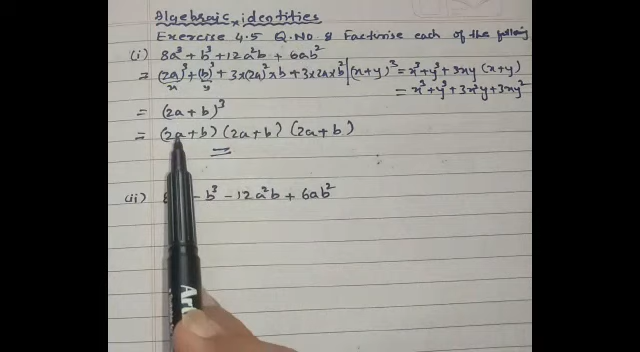 Algebraic identities
Exercise 4.5 Q.No 8 Factorise each of the following
(i) 8a³ + b³ + 12a²b + 6ab²
= (2a)³ + (b)³ + 3×(2a)²×b + 3×2a×b² | (x+y)³ = x³+y³+3xy(x+y)
x y
= x³+y³+3x²y+3xy²
= (2a+b)³
= (2a+b)(2a+b)(2a+b)
(ii) 8 - b³ - 12a²b + 6ab²